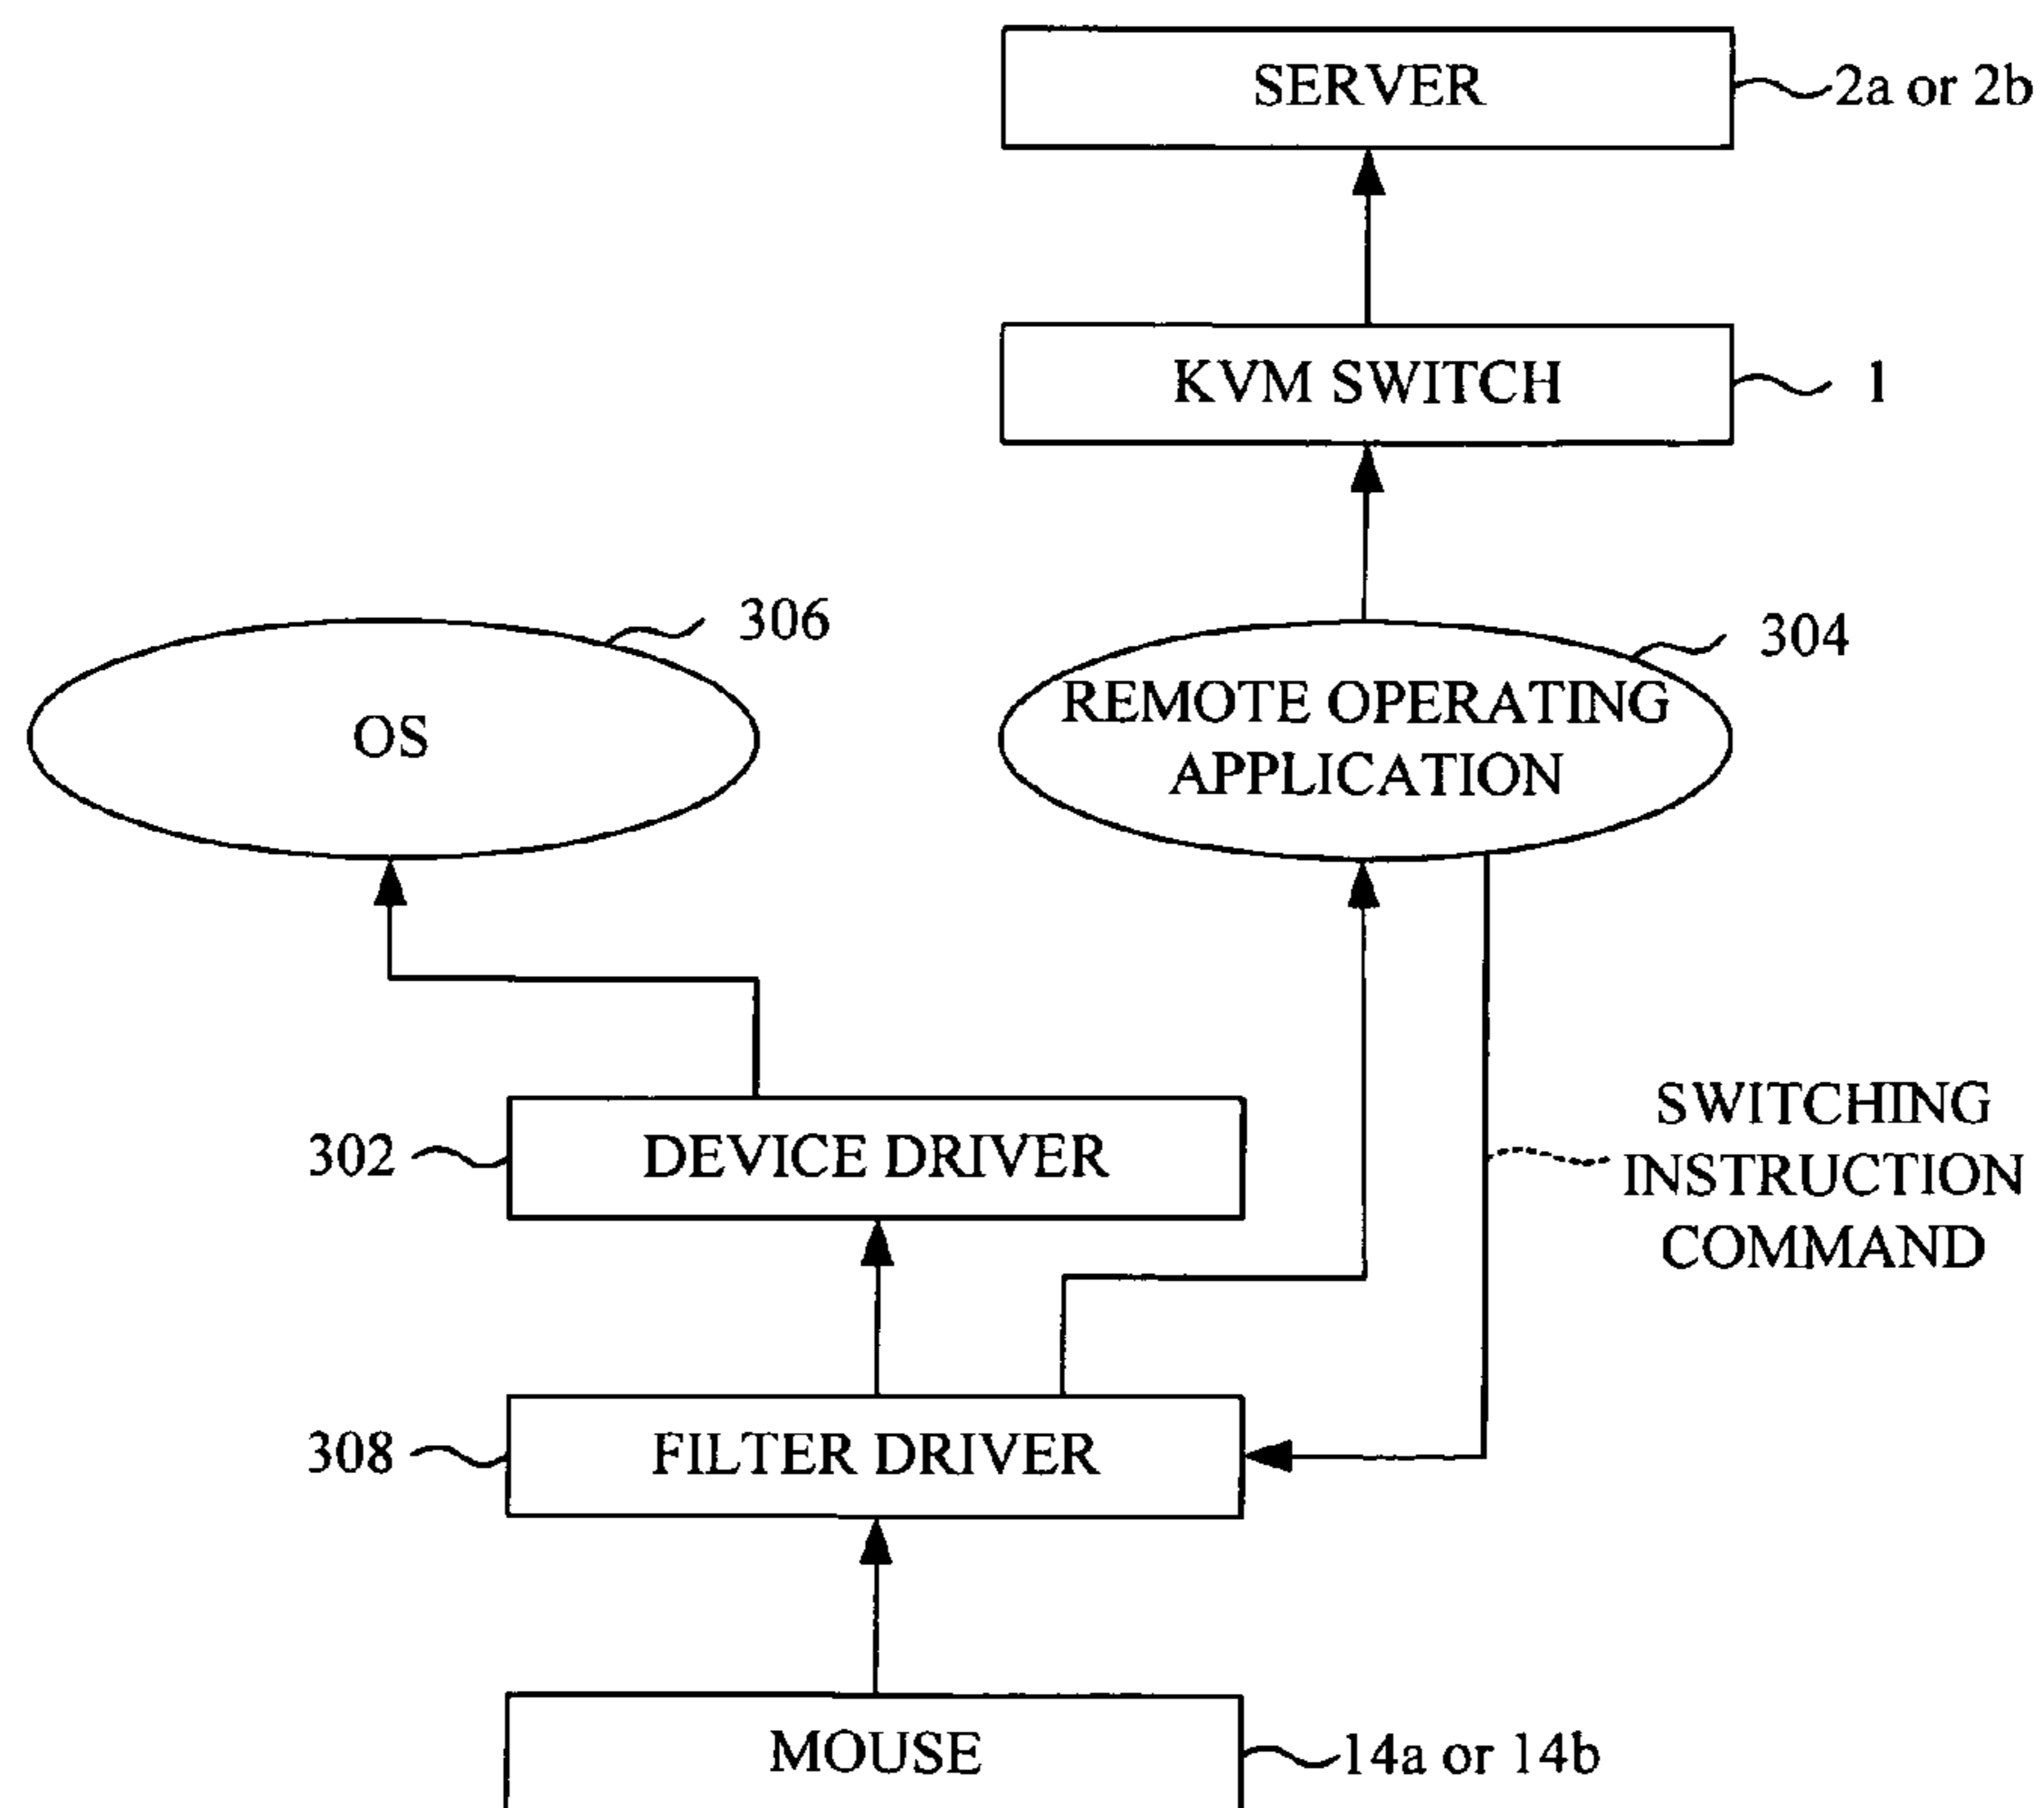 SERVER
2a or 2b
KVM SWITCH
1
306
304
OS
REMOTE OPERATING
APPLICATION
302
DEVICE DRIVER
SWITCHING
INSTRUCTION
COMMAND
308
FILTER DRIVER
MOUSE
14a or 14b